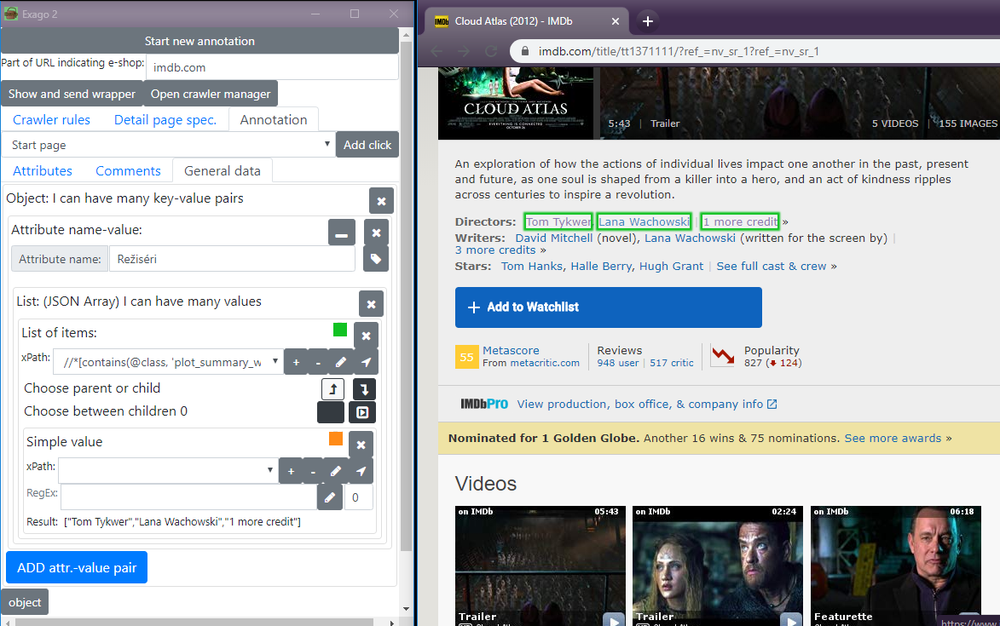 Exago 2
Start new annotation
Part of URL indicating e-shop: imdb.com
Show and send wrapper Open crawler manager
Crawler rules Detail page spec. Annotation
Start page Add click
Attributes Comments General data
Object: I can have many key-value pairs
Attribute name-value:
Attribute name: Režiséri
List: (JSON Array) I can have many values
List of items:
xPath: //*[contains(@class, 'plot_summary_w + -
Choose parent or child
Choose between children 0
Simple value
xPath: + -
RegEx: 0
Result: ["Tom Tykwer","Lana Wachowski","1 more credit"]
ADD attr.-value pair
object
IMDb Cloud Atlas (2012) - IMDb
imdb.com/title/tt1371111/?ref_=nv_sr_1?ref_=nv_sr_1
CLOUD ATLAS
EVERYTHING IS CONNECTED
OCTOBER 26
5:43 | Trailer 5 VIDEOS | 155 IMAGES
An exploration of how the actions of individual lives impact one another in the past, present
and future, as one soul is shaped from a killer into a hero, and an act of kindness ripples
across centuries to inspire a revolution.
Directors: Tom Tykwer, Lana Wachowski | 1 more credit »
Writers: David Mitchell (novel), Lana Wachowski (written for the screen by) |
3 more credits »
Stars: Tom Hanks, Halle Berry, Hugh Grant | See full cast & crew »
+ Add to Watchlist
55 Metascore
From metacritic.com
Reviews
948 user | 517 critic
Popularity
827 (124)
IMDbPro View production, box office, & company info
Nominated for 1 Golden Globe. Another 16 wins & 75 nominations. See more awards »
Videos
on IMDb 05:43
Trailer
on IMDb 02:24
Trailer
on IMDb 06:18
Featurette
https://www.